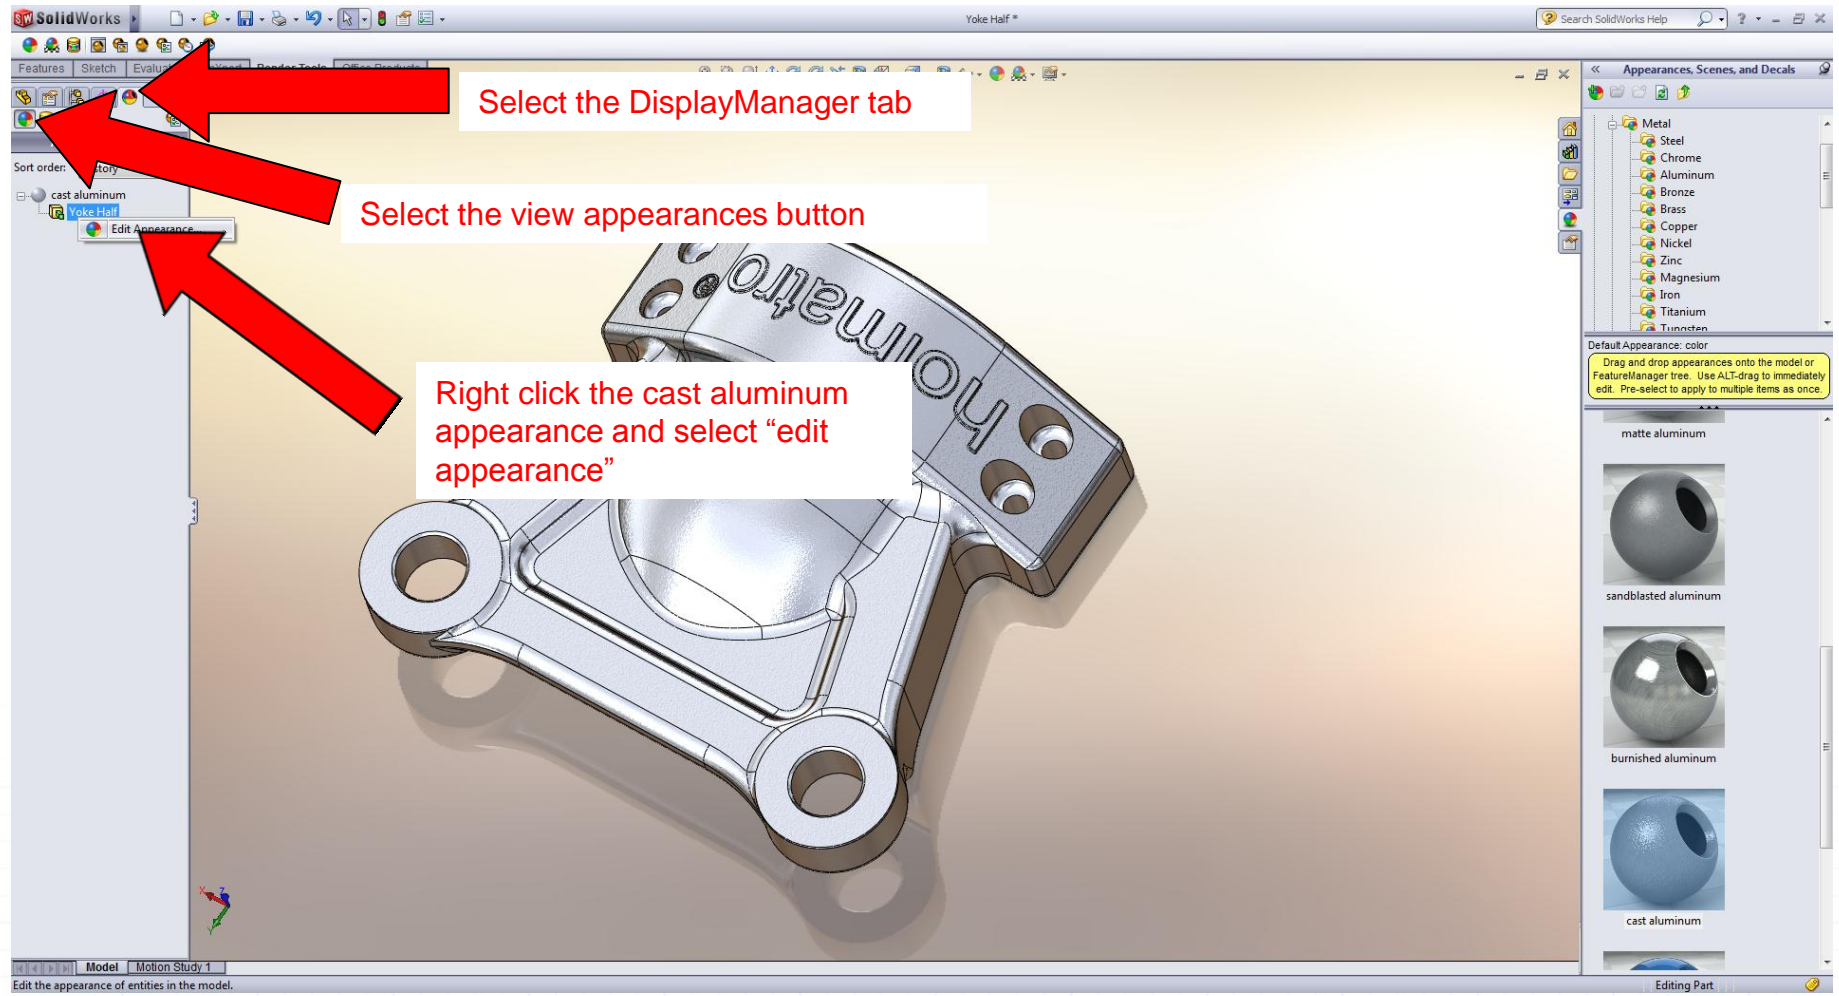 SolidWorks
Yoke Half *
Search SolidWorks Help
Features
Sketch
Office Products
Appearances, Scenes, and Decals
Select the DisplayManager tab
Sort order:
cast aluminum
Yoke Half
Edit Appearance...
Select the view appearances button
Right click the cast aluminum
appearance and select “edit
appearance”
holmatro
Metal
Steel
Chrome
Aluminum
Bronze
Brass
Copper
Nickel
Zinc
Magnesium
Iron
Titanium
Tungsten
Default Appearance: color
Drag and drop appearances onto the model or
FeatureManager tree. Use ALT-drag to immediately
edit. Pre-select to apply to multiple items as once.
matte aluminum
sandblasted aluminum
burnished aluminum
cast aluminum
X
Z
Y
Model
Motion Study 1
Edit the appearance of entities in the model.
Editing Part